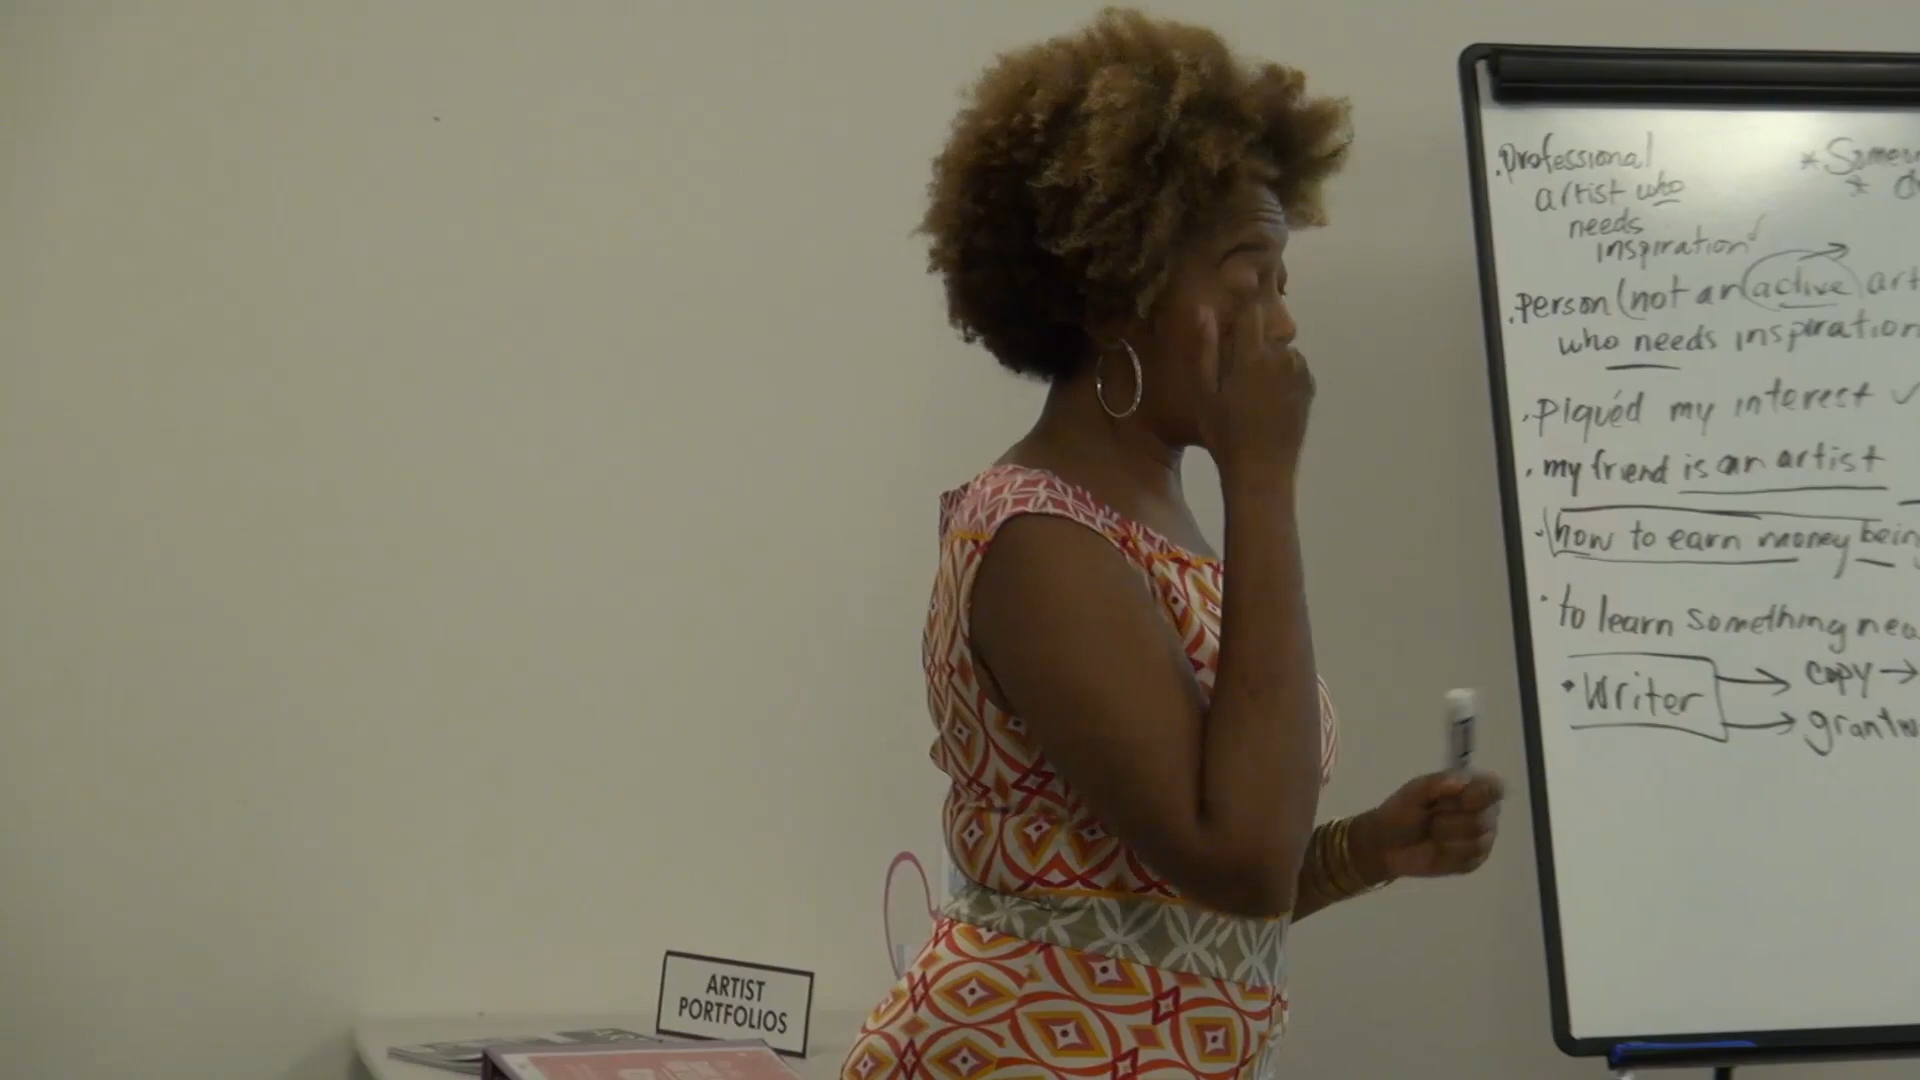 .professional
artist who
needs
inspiration
.person (not an active art
who needs inspiration
.piqued my interest
.my friend is an artist
how to earn money being
to learn something new
•Writer
copy →
ARTIST
PORTFOLIOS